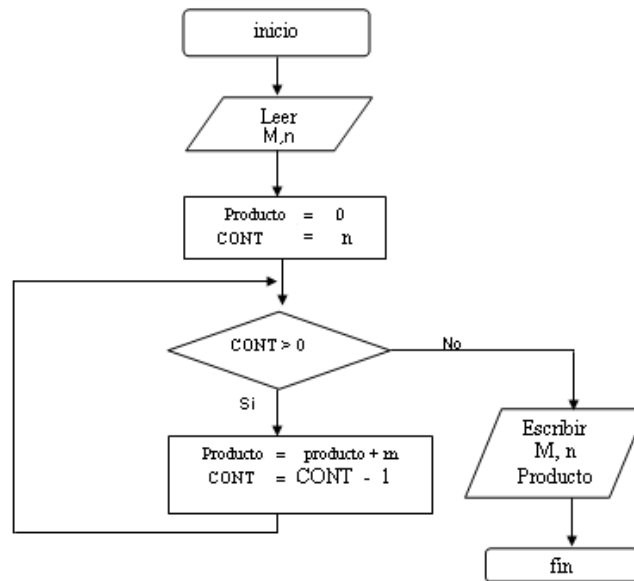 inicio
Leer
M,n
Producto = 0
CONT = n
CONT > 0
No
Si
Producto = producto + m
CONT = CONT - 1
Escribir
M, n
Producto
fin